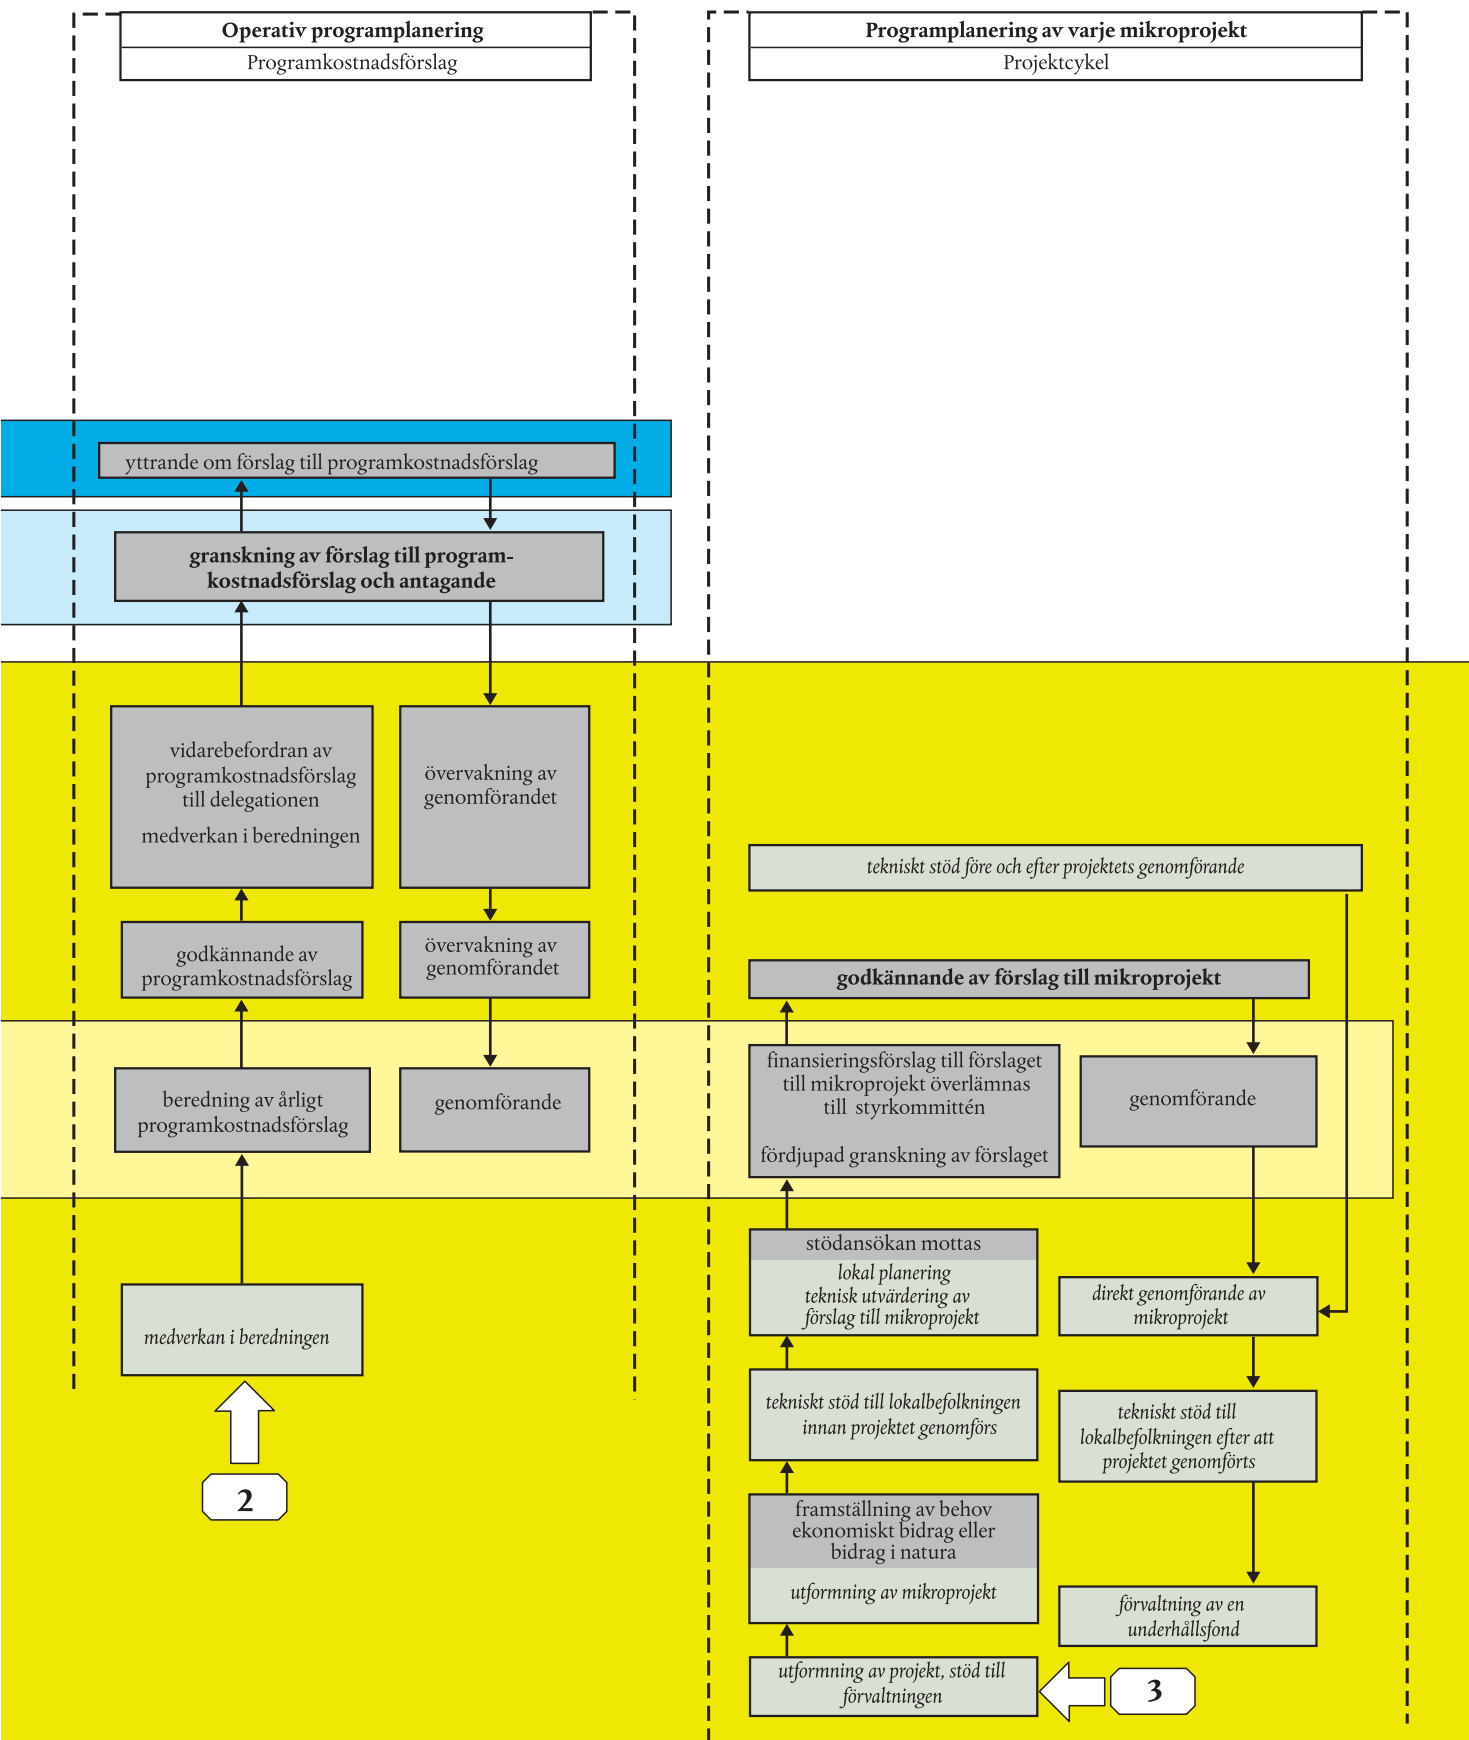 Operativ programplanering
Programkostnadsförslag
yttrande om förslag till programkostnadsförslag
granskning av förslag till program-
kostnadsförslag och antagande
vidarebefordran av
programkostnadsförslag
till delegationen
medverkan i beredningen
övervakning av
genomförandet
godkännande av
programkostnadsförslag
övervakning av
genomförandet
beredning av årligt
programkostnadsförslag
genomförande
medverkan i beredningen
2
Programplanering av varje mikroprojekt
Projektcykel
tekniskt stöd före och efter projektets genomförande
godkännande av förslag till mikroprojekt
finansieringsförslag till förslaget
till mikroprojekt överlämnas
till styrkommittén
fördjupad granskning av förslaget
genomförande
stödansökan mottas
lokal planering
teknisk utvärdering av
förslag till mikroprojekt
direkt genomförande av
mikroprojekt
tekniskt stöd till lokalbefolkningen
innan projektet genomförs
tekniskt stöd till
lokalbefolkningen efter att
projektet genomförts
framställning av behov
ekonomiskt bidrag eller
bidrag i natura
utformning av mikroprojekt
förvaltning av en
underhållsfond
utformning av projekt, stöd till
förvaltningen
3